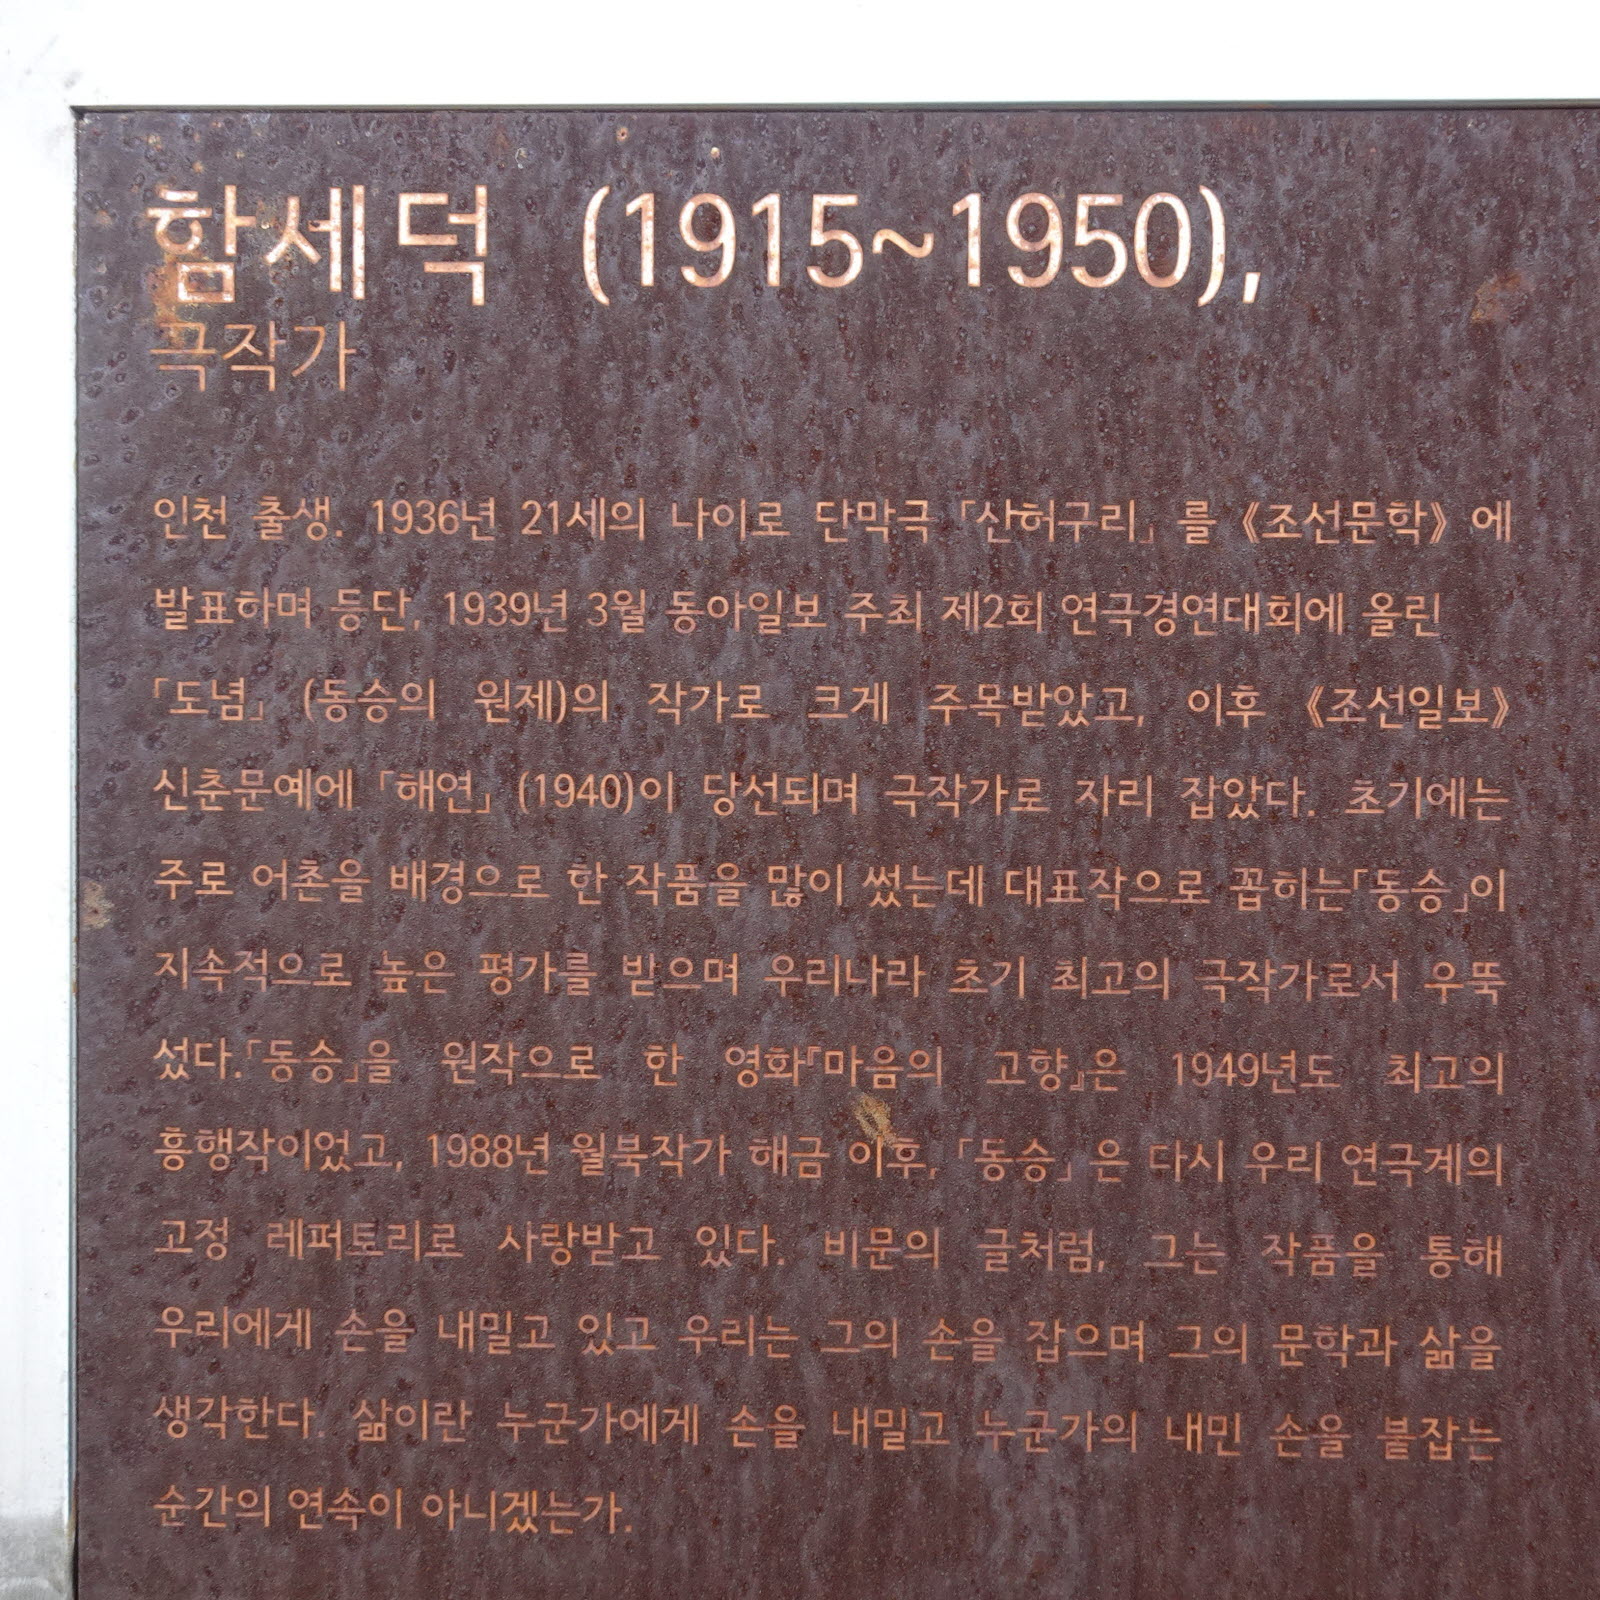 함세덕 (1915~1950),
극작가
인천 출생. 1936년 21세의 나이로 단막극 「산허구리」 를 《조선문학》 에
발표하며 등단, 1939년 3월 동아일보 주최 제2회 연극경연대회에 올린
「도념」 (동승의 원제)의 작가로 크게 주목받았고, 이후 《조선일보》
신춘문예에 「해연」 (1940)이 당선되며 극작가로 자리 잡았다. 초기에는
주로 어촌을 배경으로 한 작품을 많이 썼는데 대표작으로 꼽히는「동승」이
지속적으로 높은 평가를 받으며 우리나라 초기 최고의 극작가로서 우뚝
섰다.「동승」을 원작으로 한 영화『마음의 고향』은 1949년도 최고의
흥행작이었고, 1988년 월북작가 해금 이후,「동승」 은 다시 우리 연극계의
고정 레퍼토리로 사랑받고 있다. 비문의 글처럼, 그는 작품을 통해
우리에게 손을 내밀고 있고 우리는 그의 손을 잡으며 그의 문학과 삶을
생각한다. 삶이란 누군가에게 손을 내밀고 누군가의 내민 손을 붙잡는
순간의 연속이 아니겠는가.